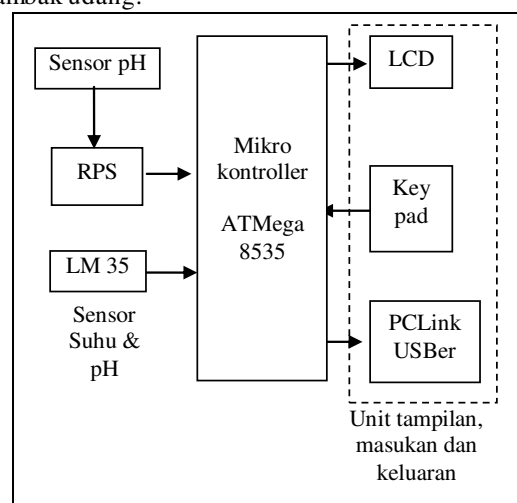 ambak udang.
Sensor pH
RPS
LM 35
Sensor
Suhu &
pH
Mikro
kontroller
ATMega
8535
LCD
Key
pad
PCLink
USBer
Unit tampilan,
masukan dan
keluaran